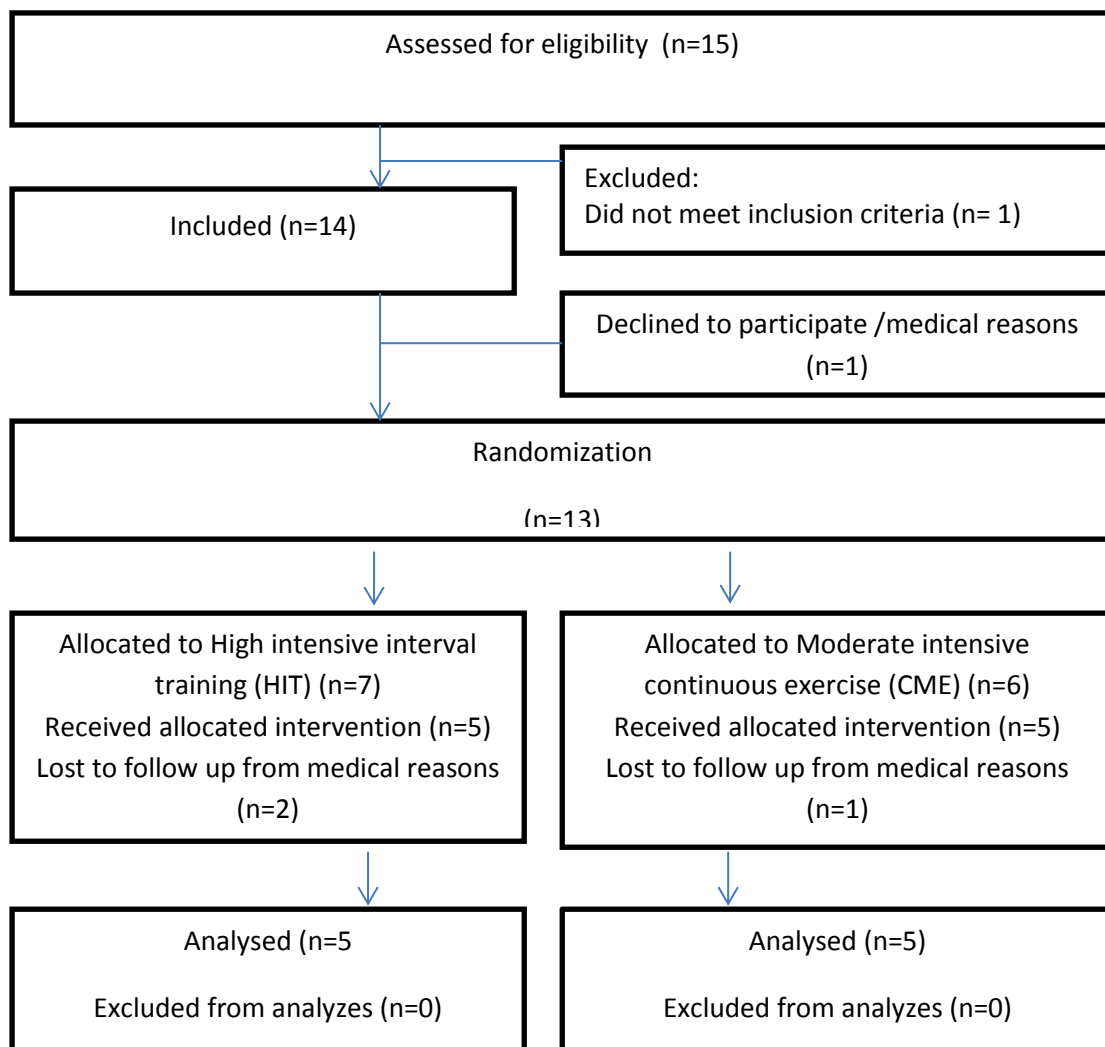 Assessed for eligibility (n=15)
Excluded:
Did not meet inclusion criteria (n= 1)
Included (n=14)
Declined to participate /medical reasons
(n=1)
Randomization
(n=13)
Allocated to High intensive interval
training (HIT) (n=7)
Received allocated intervention (n=5)
Lost to follow up from medical reasons
(n=2)
Allocated to Moderate intensive
continuous exercise (CME) (n=6)
Received allocated intervention (n=5)
Lost to follow up from medical reasons
(n=1)
Analysed (n=5
Excluded from analyzes (n=0)
Analysed (n=5)
Excluded from analyzes (n=0)